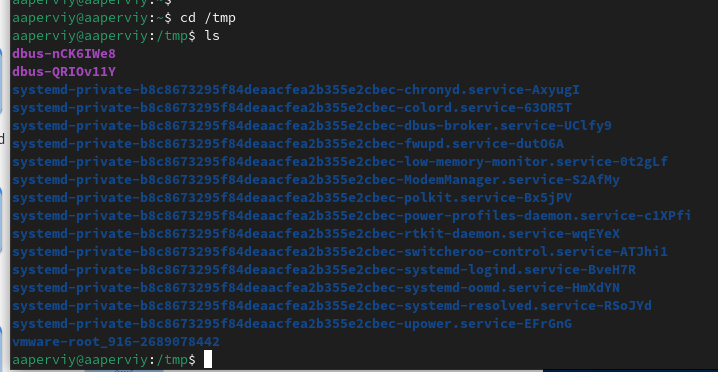 aaperviy@aaperviy:~$
aaperviy@aaperviy:~$ cd /tmp
aaperviy@aaperviy:/tmp$ ls
dbus-nCK6IWe8
dbus-QRIOv11Y
systemd-private-b8c8673295f84deaacfea2b355e2cbec-chronyd.service-AxyugI
systemd-private-b8c8673295f84deaacfea2b355e2cbec-colord.service-G3OR5T
systemd-private-b8c8673295f84deaacfea2b355e2cbec-dbus-broker.service-UClfy9
systemd-private-b8c8673295f84deaacfea2b355e2cbec-fwupd.service-dutO6A
systemd-private-b8c8673295f84deaacfea2b355e2cbec-low-memory-monitor.service-0t2gLf
systemd-private-b8c8673295f84deaacfea2b355e2cbec-ModemManager.service-S2AfMy
systemd-private-b8c8673295f84deaacfea2b355e2cbec-polkit.service-Bx5jPV
systemd-private-b8c8673295f84deaacfea2b355e2cbec-power-profiles-daemon.service-c1XPfi
systemd-private-b8c8673295f84deaacfea2b355e2cbec-rtkit-daemon.service-wqEYeX
systemd-private-b8c8673295f84deaacfea2b355e2cbec-switcheroo-control.service-ATJhi1
systemd-private-b8c8673295f84deaacfea2b355e2cbec-systemd-logind.service-BveH7R
systemd-private-b8c8673295f84deaacfea2b355e2cbec-systemd-oomd.service-HmXdYN
systemd-private-b8c8673295f84deaacfea2b355e2cbec-systemd-resolved.service-RSoJYd
systemd-private-b8c8673295f84deaacfea2b355e2cbec-upower.service-EFrGnG
vmware-root_916-2689078442
aaperviy@aaperviy:/tmp$